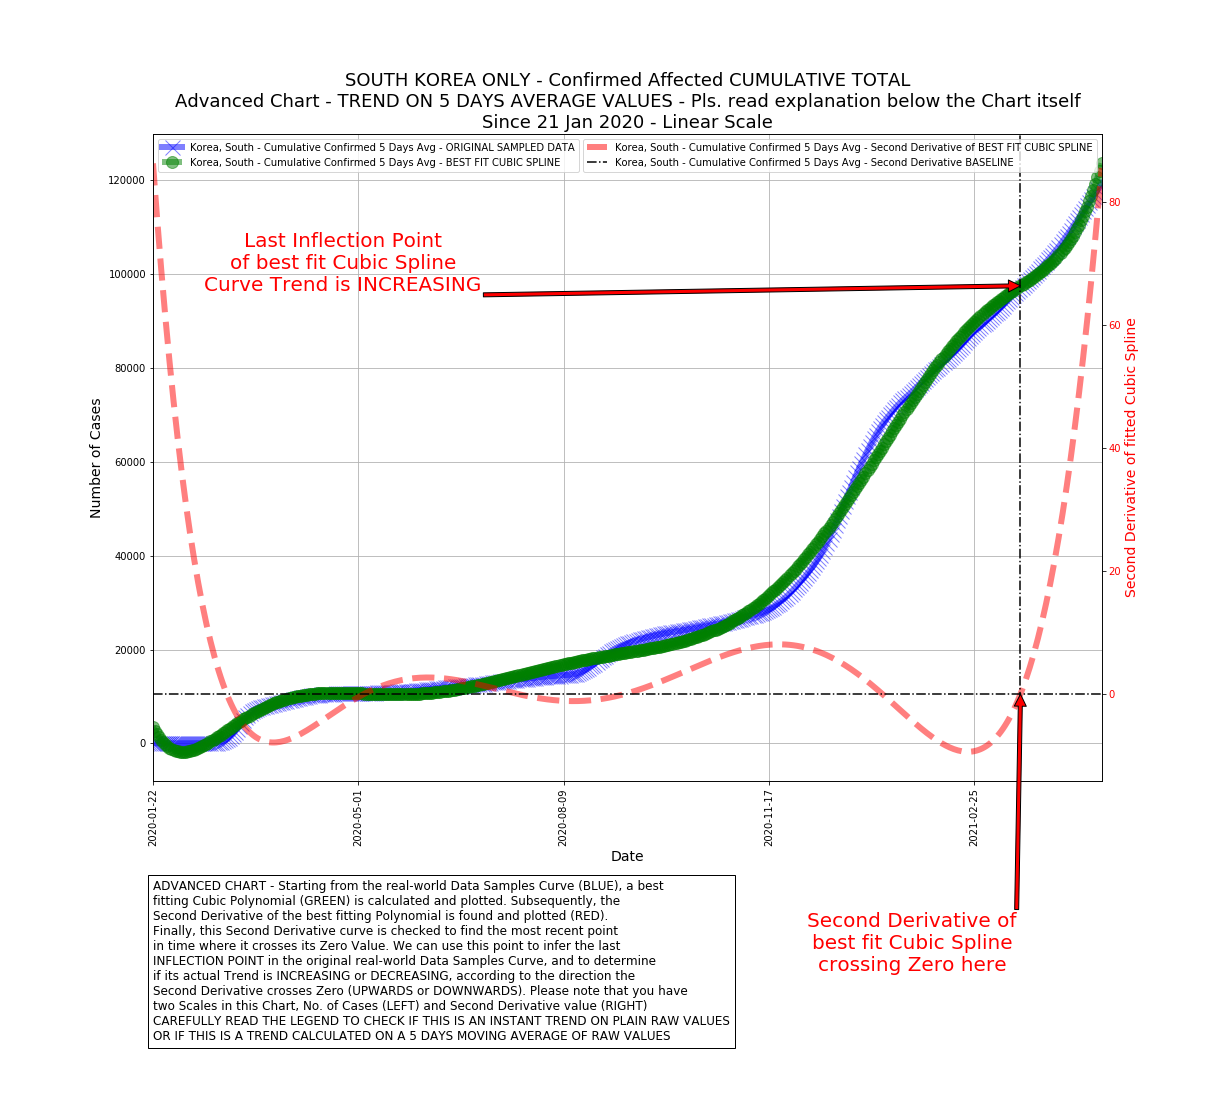 SOUTH KOREA ONLY - Confirmed Affected CUMULATIVE TOTAL
Advanced Chart - TREND ON 5 DAYS AVERAGE VALUES - Pls. read explanation below the Chart itself
Since 21 Jan 2020 - Linear Scale
Korea, South - Cumulative Confirmed 5 Days Avg - ORIGINAL SAMPLED DATA
Korea, South - Cumulative Confirmed 5 Days Avg - BEST FIT CUBIC SPLINE
Korea, South - Cumulative Confirmed 5 Days Avg - Second Derivative of BEST FIT CUBIC SPLINE
Korea, South - Cumulative Confirmed 5 Days Avg - Second Derivative BASELINE
Last Inflection Point
of best fit Cubic Spline
Curve Trend is INCREASING
Number of Cases
120000
100000
80000
60000
40000
20000
0
80
60
40
20
0
Second Derivative of fitted Cubic Spline
2020-01-22
2020-05-01
2020-08-09
2020-11-17
2021-02-25
Date
ADVANCED CHART - Starting from the real-world Data Samples Curve (BLUE), a best
fitting Cubic Polynomial (GREEN) is calculated and plotted. Subsequently, the
Second Derivative of the best fitting Polynomial is found and plotted (RED).
Finally, this Second Derivative curve is checked to find the most recent point
in time where it crosses its Zero Value. We can use this point to infer the last
INFLECTION POINT in the original real-world Data Samples Curve, and to determine
if its actual Trend is INCREASING or DECREASING, according to the direction the
Second Derivative crosses Zero (UPWARDS or DOWNWARDS). Please note that you have
two Scales in this Chart, No. of Cases (LEFT) and Second Derivative value (RIGHT)
CAREFULLY READ THE LEGEND TO CHECK IF THIS IS AN INSTANT TREND ON PLAIN RAW VALUES
OR IF THIS IS A TREND CALCULATED ON A 5 DAYS MOVING AVERAGE OF RAW VALUES
Second Derivative of
best fit Cubic Spline
crossing Zero here